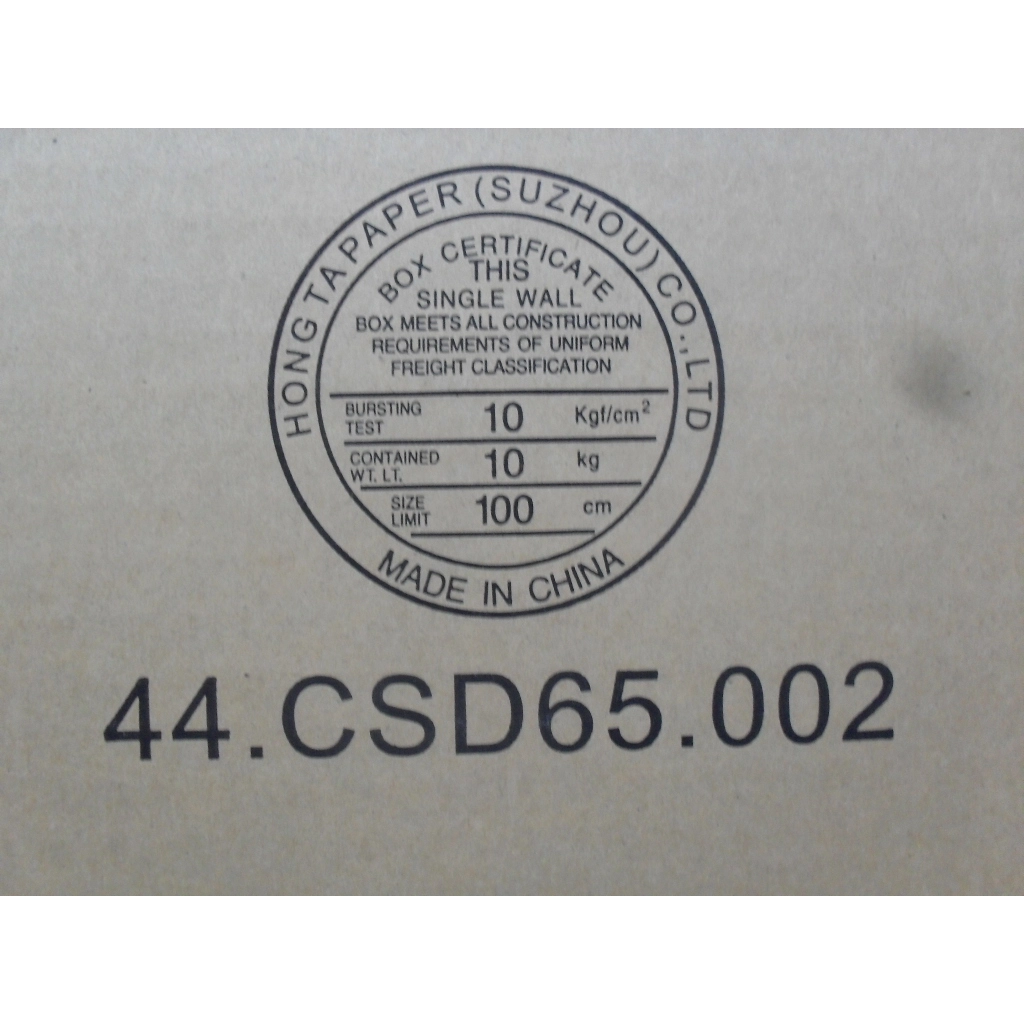 HONG TA PAPER (SUZHOU) CO.,LTD
BOX CERTIFICATE
THIS
SINGLE WALL
BOX MEETS ALL CONSTRUCTION
REQUIREMENTS OF UNIFORM
FREIGHT CLASSIFICATION
BURSTING TEST 10 Kgf/cm²
CONTAINED WT. LT. 10 kg
SIZE LIMIT 100 cm
MADE IN CHINA
44.CSD65.002